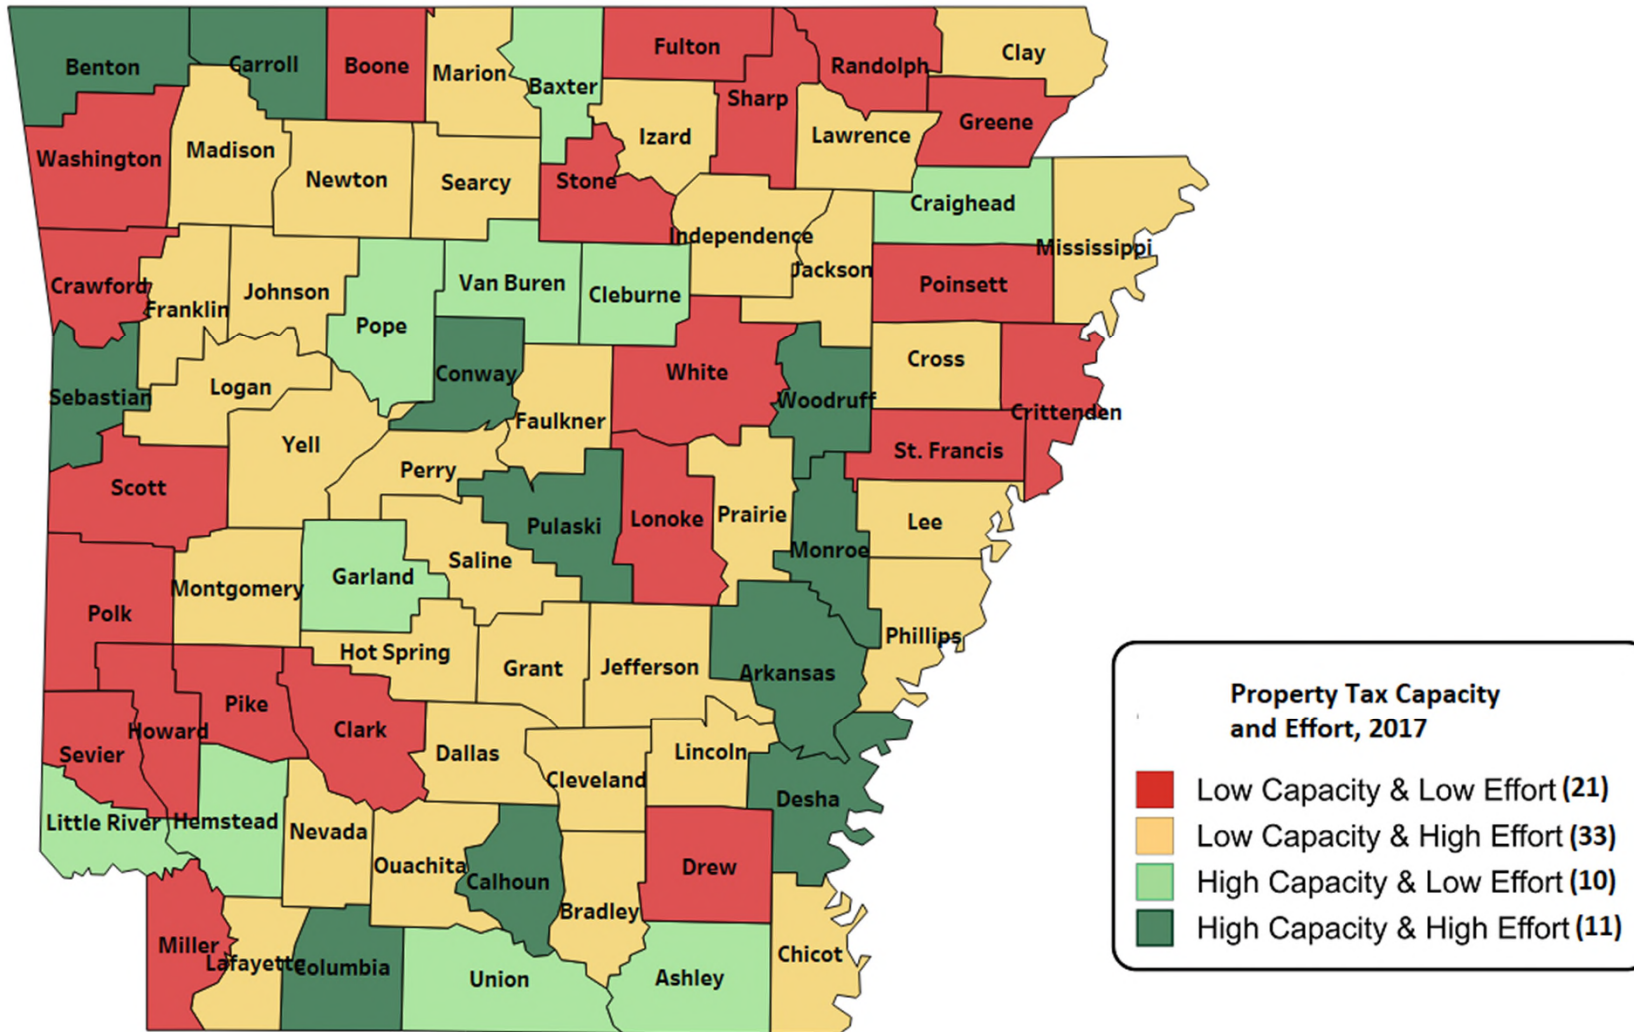 Benton
Carroll
Boone
Marion
Baxter
Fulton
Sharp
Randolph
Clay
Greene
Washington
Madison
Newton
Searcy
Stone
Izard
Lawrence
Independence
Jackson
Craighead
Mississippi
Crawford
Franklin
Johnson
Pope
Van Buren
Cleburne
Poinsett
Sebastian
Logan
Conway
Faulkner
White
Woodruff
Cross
Crittenden
St. Francis
Scott
Yell
Perry
Pulaski
Lonoke
Prairie
Monroe
Lee
Polk
Montgomery
Garland
Saline
Hot Spring
Grant
Jefferson
Arkansas
Phillips
Sevier
Howard
Pike
Clark
Dallas
Cleveland
Lincoln
Desha
Little River
Hemstead
Nevada
Ouachita
Calhoun
Bradley
Drew
Miller
Lafayette
Columbia
Union
Ashley
Chicot
Property Tax Capacity
and Effort, 2017
Low Capacity & Low Effort (21)
Low Capacity & High Effort (33)
High Capacity & Low Effort (10)
High Capacity & High Effort (11)